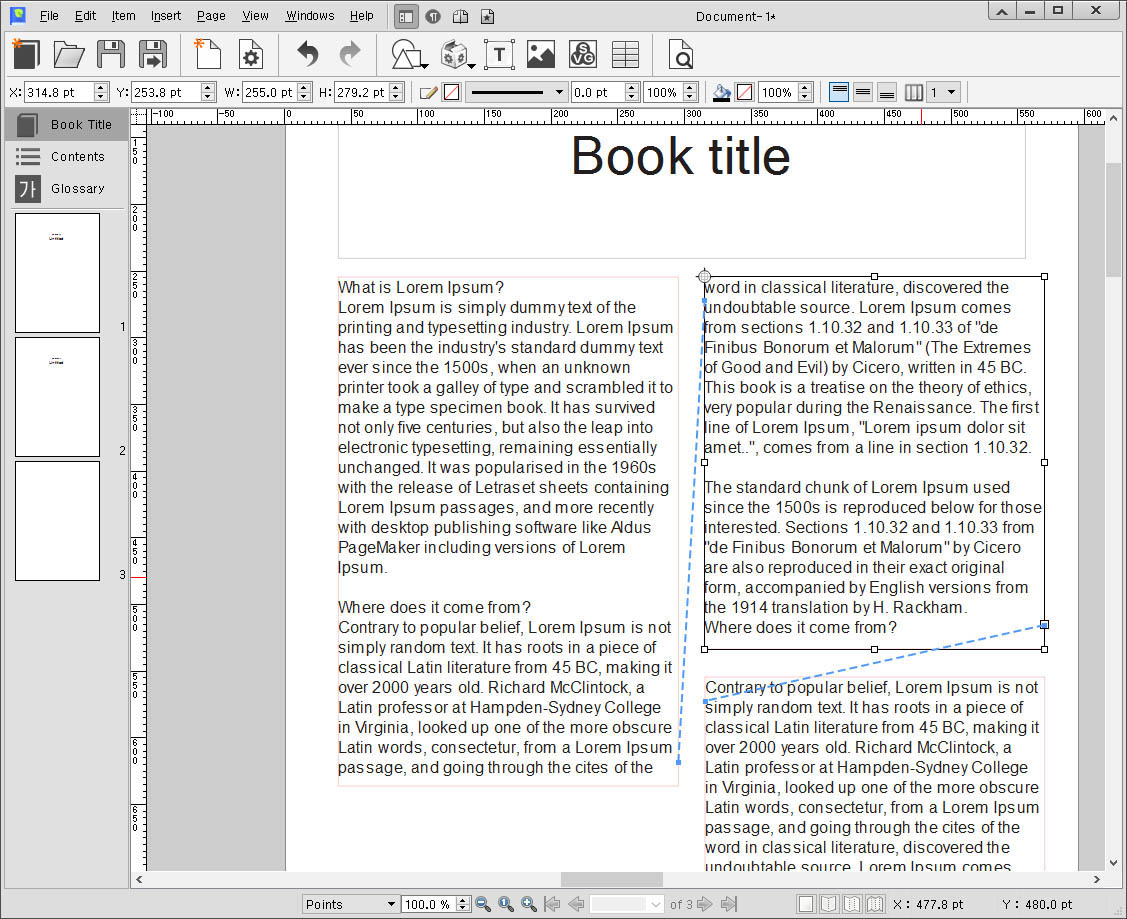 File Edit Item Insert Page View Windows Help
Document-1*
X: 314.8 pt Y: 253.8 pt W: 255.0 pt H: 279.2 pt 0.0 pt 100% 100% 1
T SVG
Book Title
Contents
가 Glossary
1
2
3
-100 -50 0 50 100 150 200 250 300 350 400 450 500 550 600
150
200
250
300
350
400
450
500
550
600
650
Book title
What is Lorem Ipsum?
Lorem Ipsum is simply dummy text of the
printing and typesetting industry. Lorem Ipsum
has been the industry's standard dummy text
ever since the 1500s, when an unknown
printer took a galley of type and scrambled it to
make a type specimen book. It has survived
not only five centuries, but also the leap into
electronic typesetting, remaining essentially
unchanged. It was popularised in the 1960s
with the release of Letraset sheets containing
Lorem Ipsum passages, and more recently
with desktop publishing software like Aldus
PageMaker including versions of Lorem
Ipsum.
Where does it come from?
Contrary to popular belief, Lorem Ipsum is not
simply random text. It has roots in a piece of
classical Latin literature from 45 BC, making it
over 2000 years old. Richard McClintock, a
Latin professor at Hampden-Sydney College
in Virginia, looked up one of the more obscure
Latin words, consectetur, from a Lorem Ipsum
passage, and going through the cites of the
word in classical literature, discovered the
undoubtable source. Lorem Ipsum comes
from sections 1.10.32 and 1.10.33 of "de
Finibus Bonorum et Malorum" (The Extremes
of Good and Evil) by Cicero, written in 45 BC.
This book is a treatise on the theory of ethics,
very popular during the Renaissance. The first
line of Lorem Ipsum, "Lorem ipsum dolor sit
amet..", comes from a line in section 1.10.32.
The standard chunk of Lorem Ipsum used
since the 1500s is reproduced below for those
interested. Sections 1.10.32 and 1.10.33 from
"de Finibus Bonorum et Malorum" by Cicero
are also reproduced in their exact original
form, accompanied by English versions from
the 1914 translation by H. Rackham.
Where does it come from?
Contrary to popular belief, Lorem Ipsum is not
simply random text. It has roots in a piece of
classical Latin literature from 45 BC, making it
over 2000 years old. Richard McClintock, a
Latin professor at Hampden-Sydney College
in Virginia, looked up one of the more obscure
Latin words, consectetur, from a Lorem Ipsum
passage, and going through the cites of the
word in classical literature, discovered the
undoubtable source. Lorem Ipsum comes
Points 100.0 % of 3 X : 477.8 pt Y : 480.0 pt